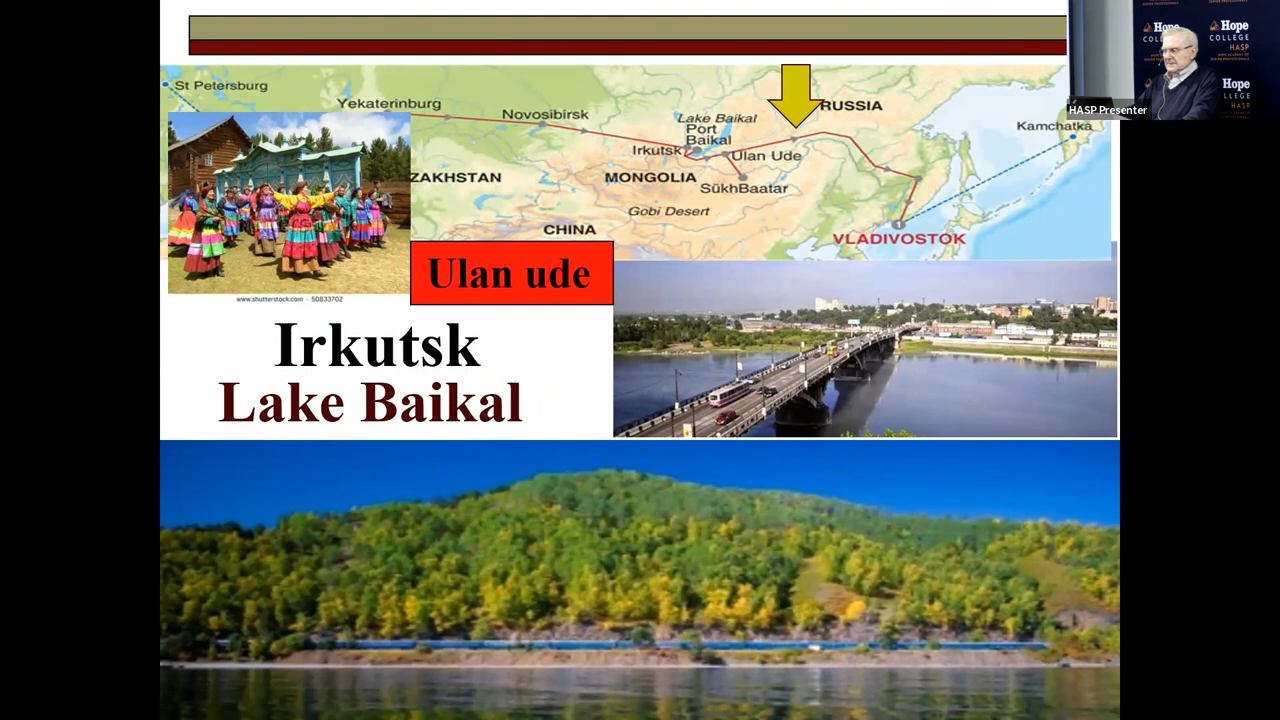 Hope
COLLEGE
HASP
Hope
COLLEGE
HASP
Hope
LLEGE
HASP
HASP Presenter
St Petersburg
Yekaterinburg
Novosibirsk
Lake Baikal
Port
Baikal
Irkutsk
Ulan Ude
RUSSIA
Kamchatka
ZAKHSTAN
MONGOLIA
SükhBaatar
Gobi Desert
CHINA
VLADIVOSTOK
www.shutterstock.com · 50833702
Ulan ude
Irkutsk
Lake Baikal